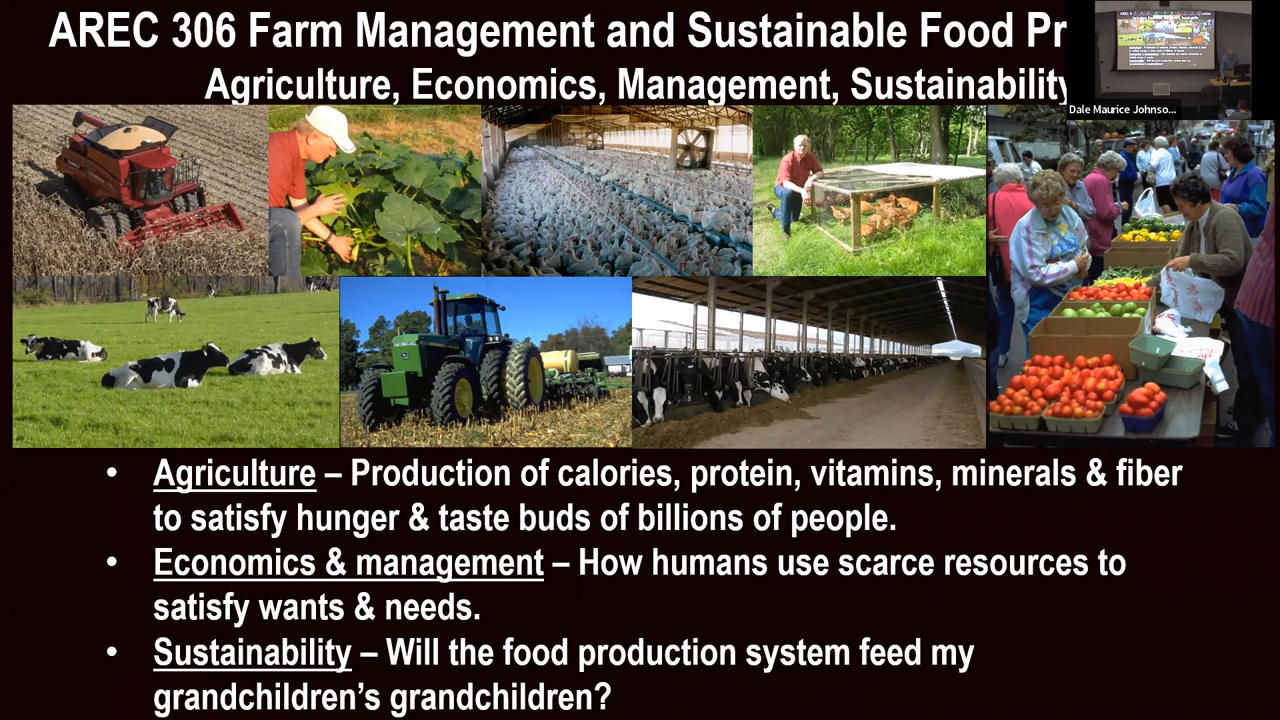 AREC 306 Farm Management and Sustainable Food Pr
Agriculture, Economics, Management, Sustainability
Dale Maurice Johnso...
• Agriculture – Production of calories, protein, vitamins, minerals & fiber
to satisfy hunger & taste buds of billions of people.
• Economics & management – How humans use scarce resources to
satisfy wants & needs.
• Sustainability – Will the food production system feed my
grandchildren's grandchildren?